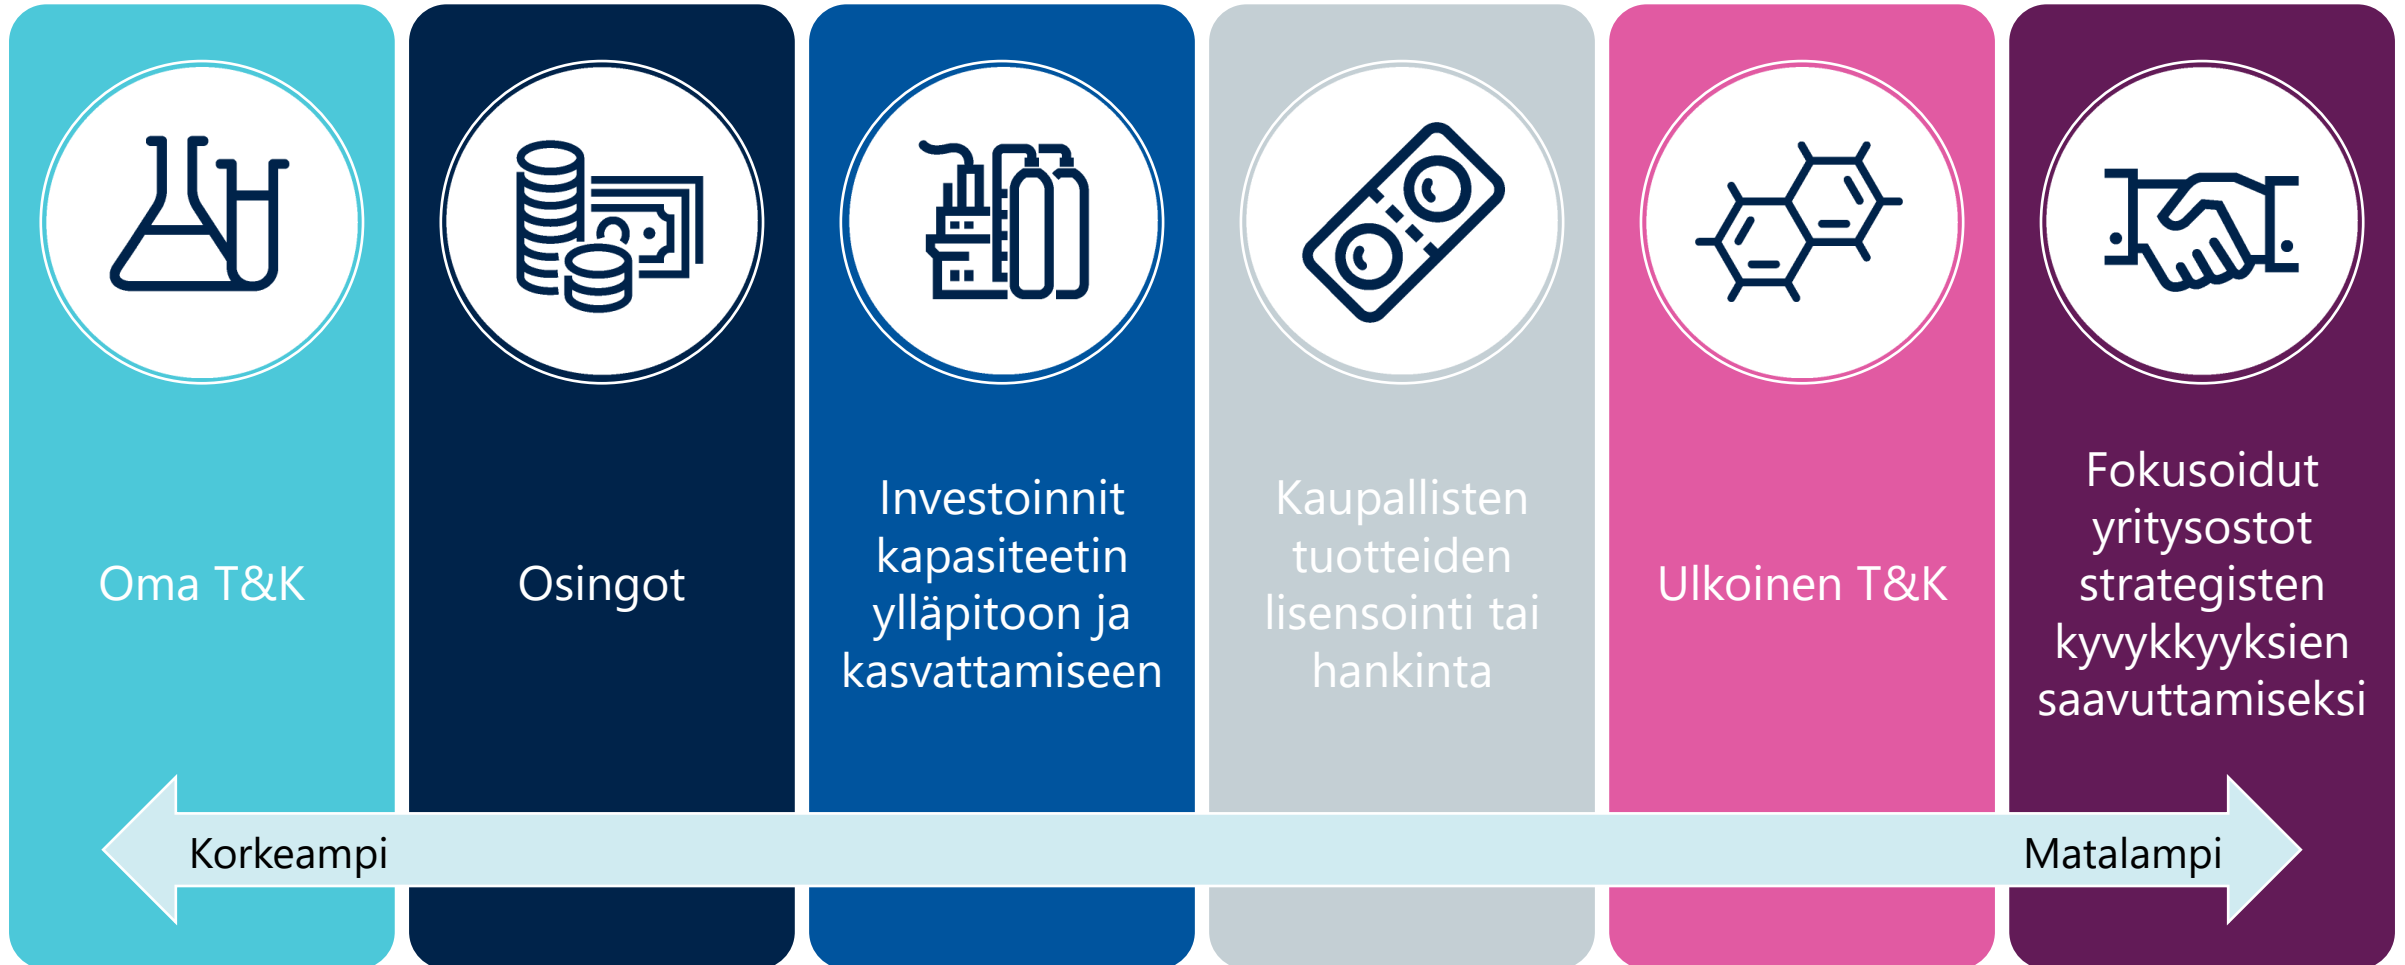 Oma T&K
Osingot
Investoinnit
kapasiteetin
ylläpitoon ja
kasvattamiseen
Kaupallisten
tuotteiden
lisensointi tai
hankinta
Ulkoinen T&K
Fokusoidut
yritysostot
strategisten
kyvykkyyksien
saavuttamiseksi
Korkeampi
Matalampi